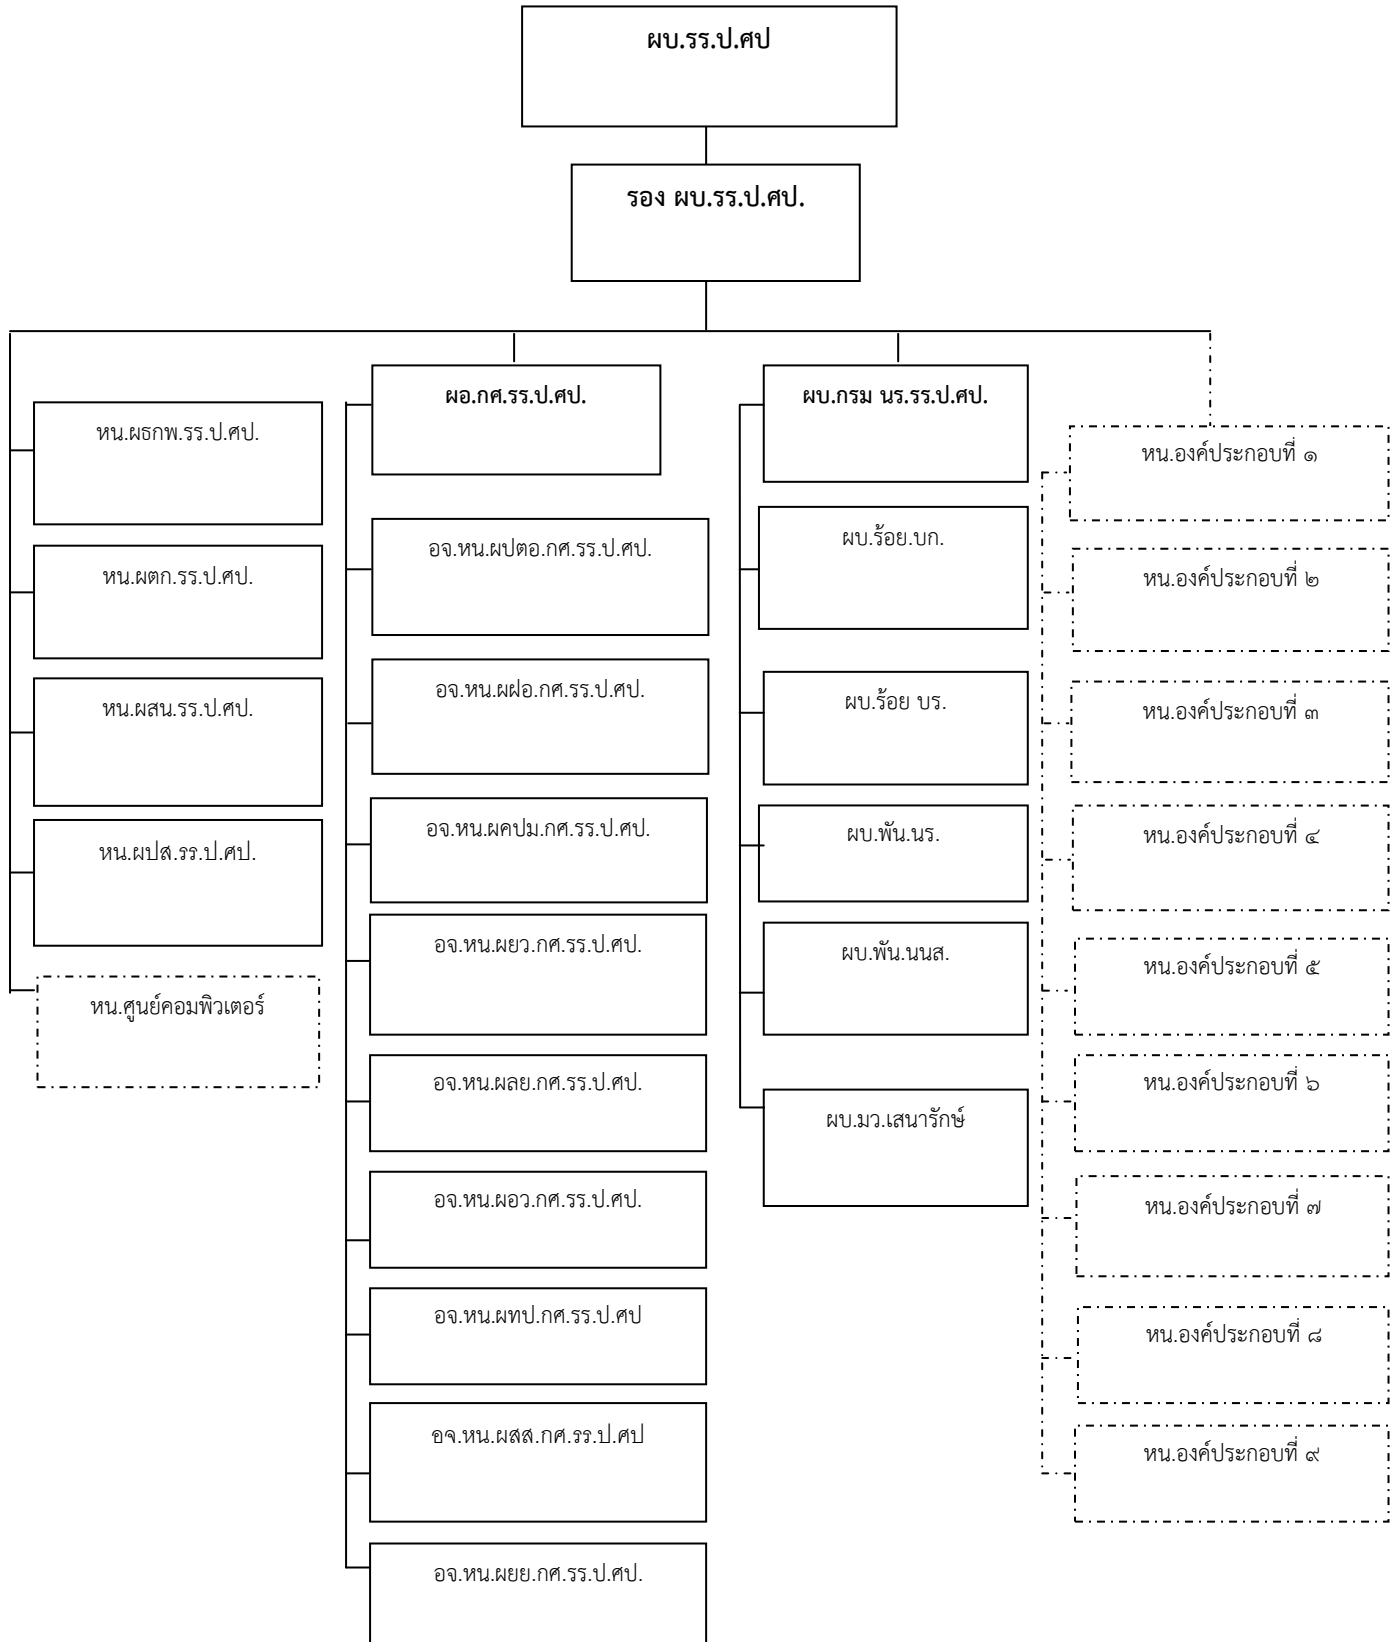 ผบ.รร.ป.ศป
รอง ผบ.รร.ป.ศป.
หน.ผธกพ.รร.ป.ศป.
หน.ผตก.รร.ป.ศป.
หน.ผสน.รร.ป.ศป.
หน.ผปส.รร.ป.ศป.
หน.ศูนย์คอมพิวเตอร์
ผอ.กศ.รร.ป.ศป.
อจ.หน.ผปตอ.กศ.รร.ป.ศป.
อจ.หน.ผฝอ.กศ.รร.ป.ศป.
อจ.หน.ผคปม.กศ.รร.ป.ศป.
อจ.หน.ผยว.กศ.รร.ป.ศป.
อจ.หน.ผลย.กศ.รร.ป.ศป.
อจ.หน.ผอว.กศ.รร.ป.ศป.
อจ.หน.ผทป.กศ.รร.ป.ศป
อจ.หน.ผสส.กศ.รร.ป.ศป
อจ.หน.ผยย.กศ.รร.ป.ศป.
ผบ.กรม นร.รร.ป.ศป.
ผบ.ร้อย.บก.
ผบ.ร้อย บร.
ผบ.พัน.นร.
ผบ.พัน.นนส.
ผบ.มว.เสนารักษ์
หน.องค์ประกอบที่ ๑
หน.องค์ประกอบที่ ๒
หน.องค์ประกอบที่ ๓
หน.องค์ประกอบที่ ๔
หน.องค์ประกอบที่ ๕
หน.องค์ประกอบที่ ๖
หน.องค์ประกอบที่ ๗
หน.องค์ประกอบที่ ๘
หน.องค์ประกอบที่ ๙